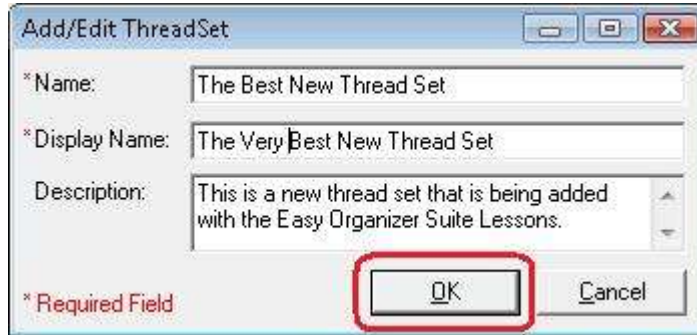 Add/Edit ThreadSet
*Name: The Best New Thread Set
*Display Name: The Very Best New Thread Set
Description: This is a new thread set that is being added
with the Easy Organizer Suite Lessons.
* Required Field
OK
Cancel